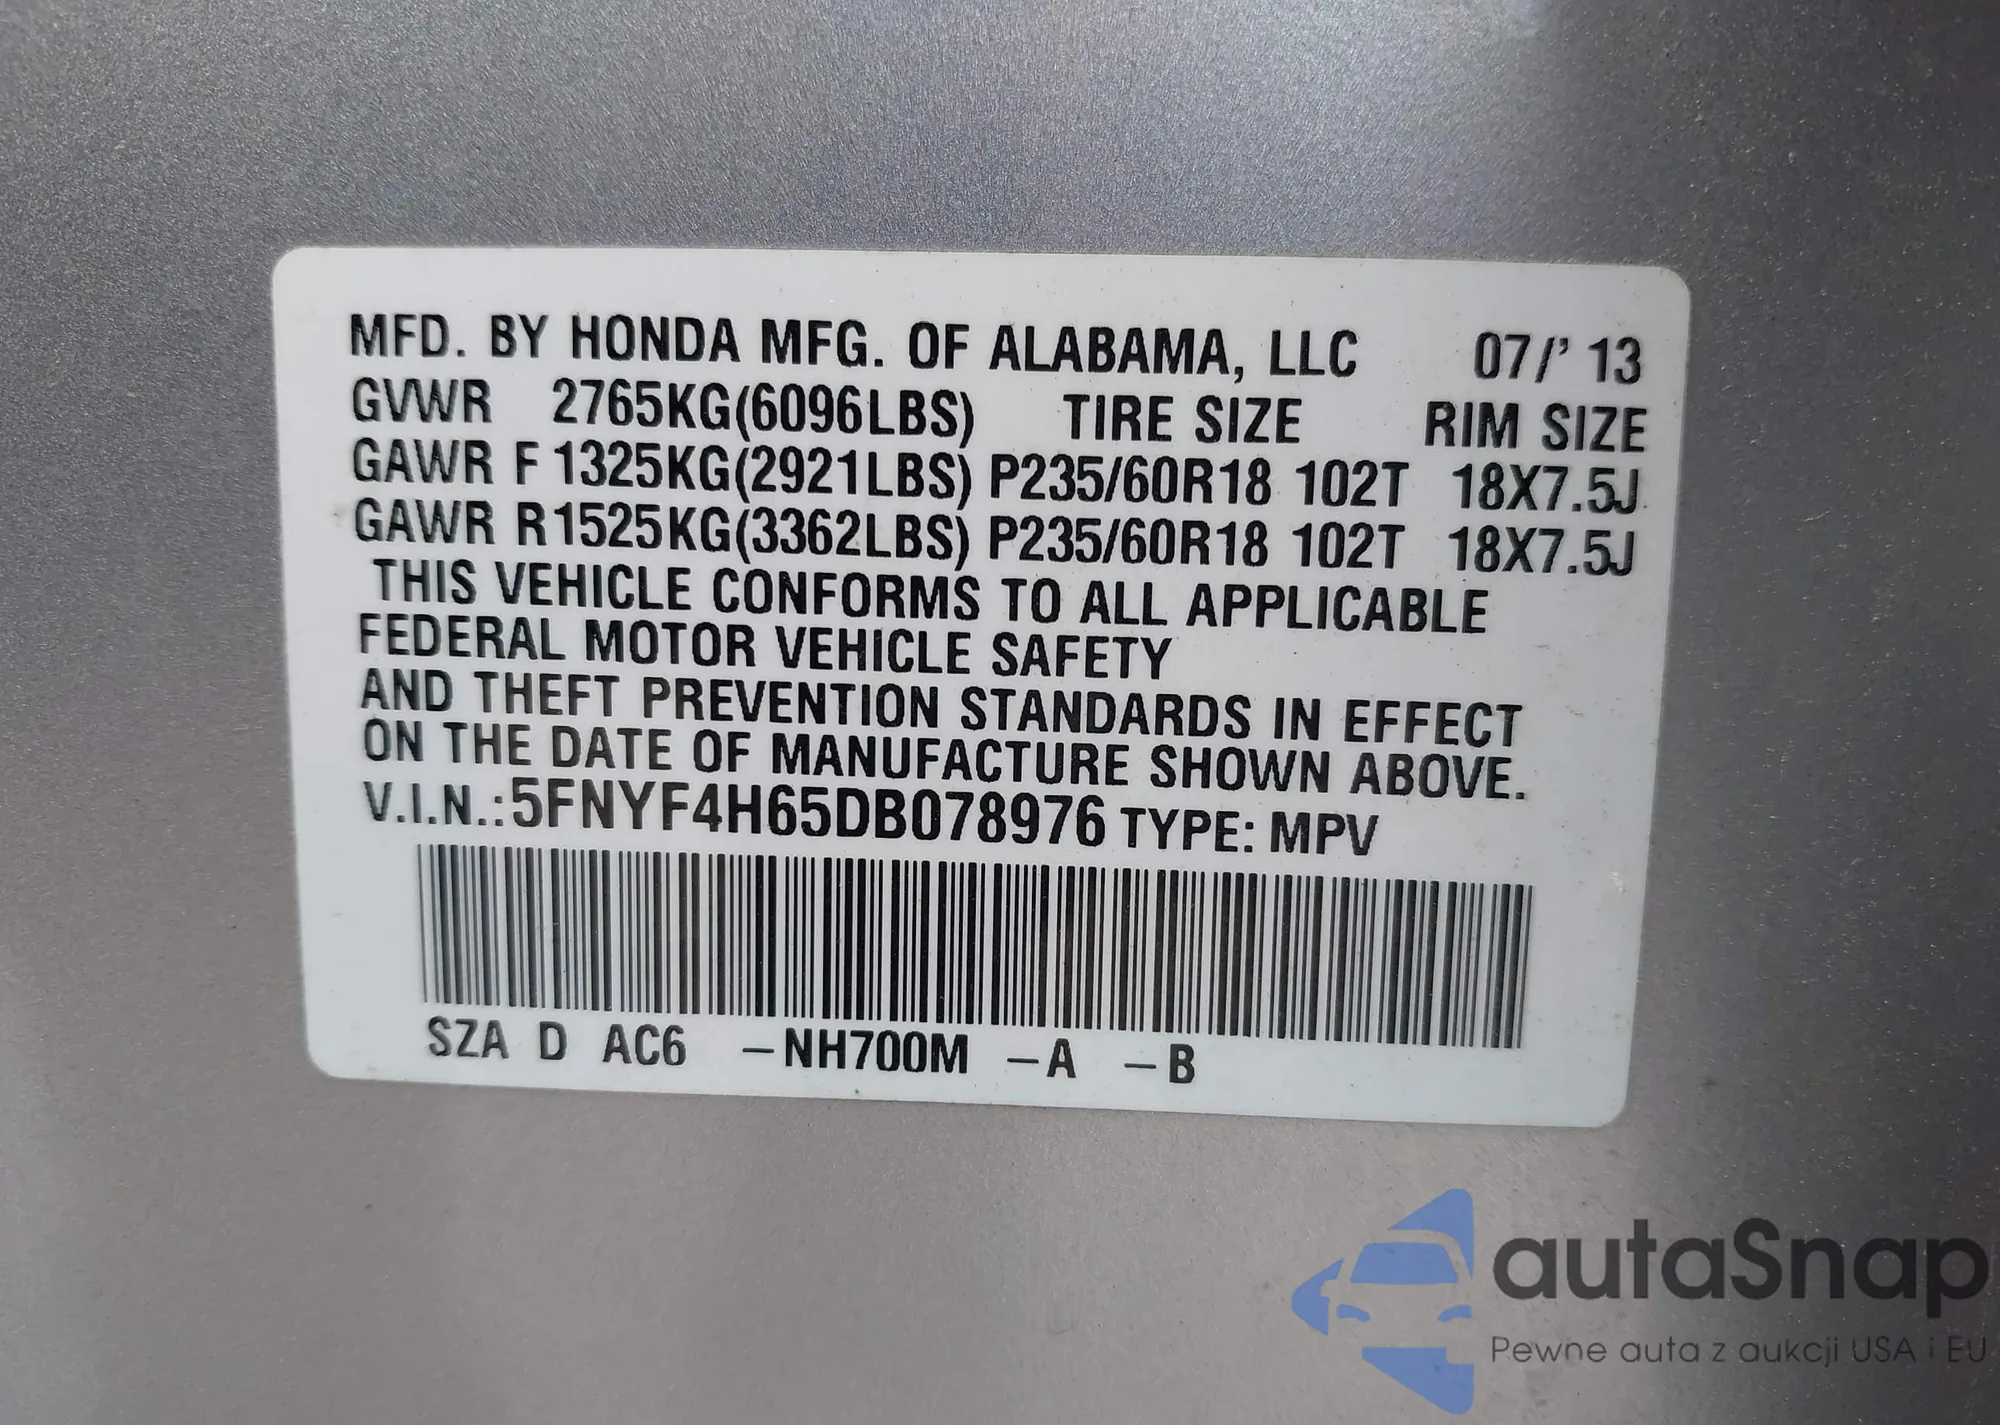 MFD. BY HONDA MFG. OF ALABAMA, LLC 07/' 13
GVWR 2765KG(6096LBS) TIRE SIZE RIM SIZE
GAWR F 1325KG(2921LBS) P235/60R18 102T 18X7.5J
GAWR R 1525KG(3362LBS) P235/60R18 102T 18X7.5J
THIS VEHICLE CONFORMS TO ALL APPLICABLE
FEDERAL MOTOR VEHICLE SAFETY
AND THEFT PREVENTION STANDARDS IN EFFECT
ON THE DATE OF MANUFACTURE SHOWN ABOVE.
V.I.N.:5FNYF4H65DB078976 TYPE: MPV
SZA D AC6 –NH700M –A –B
autaSnap
Pewne auta z aukcji USA i EU